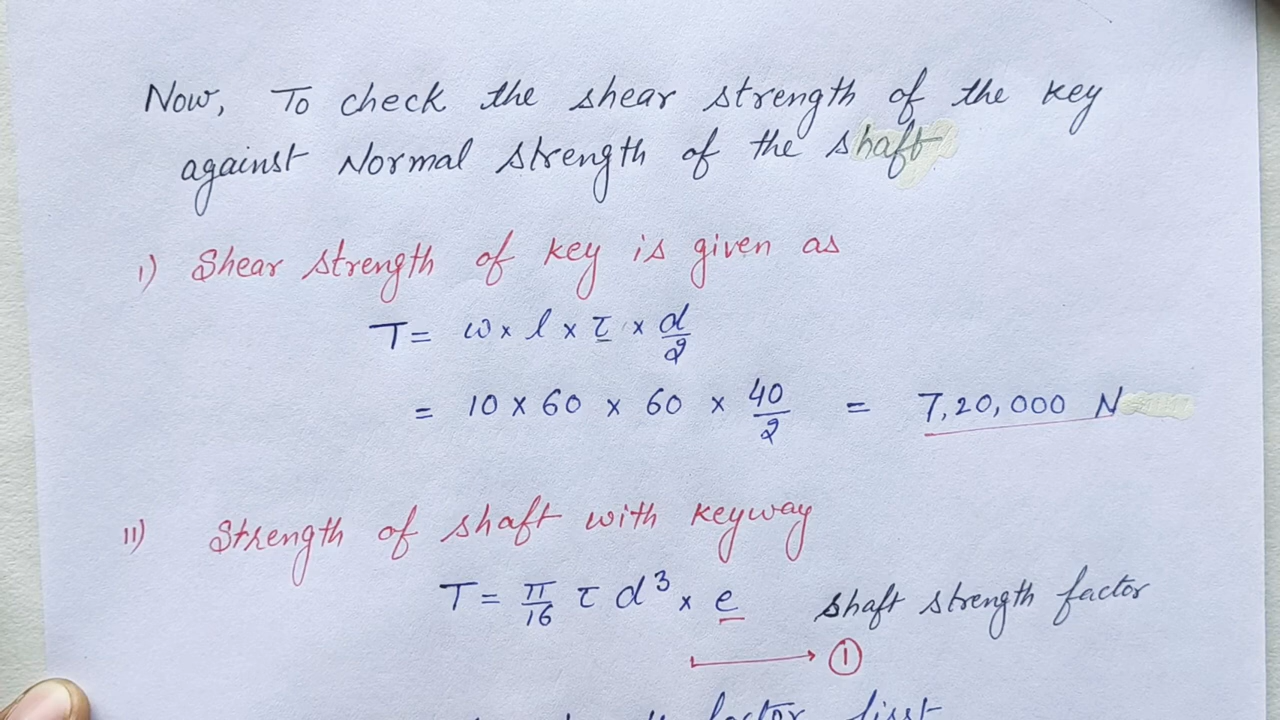 Now, To check the shear strength of the key
against Normal strength of the shaft
I) Shear strength of key is given as
T = w x l x τ x d/2
= 10 x 60 x 60 x 40/2 = 7,20,000 N
II) Strength of shaft with keyway
T = π/16 τ d³ x e shaft strength factor
→ ①
factor first